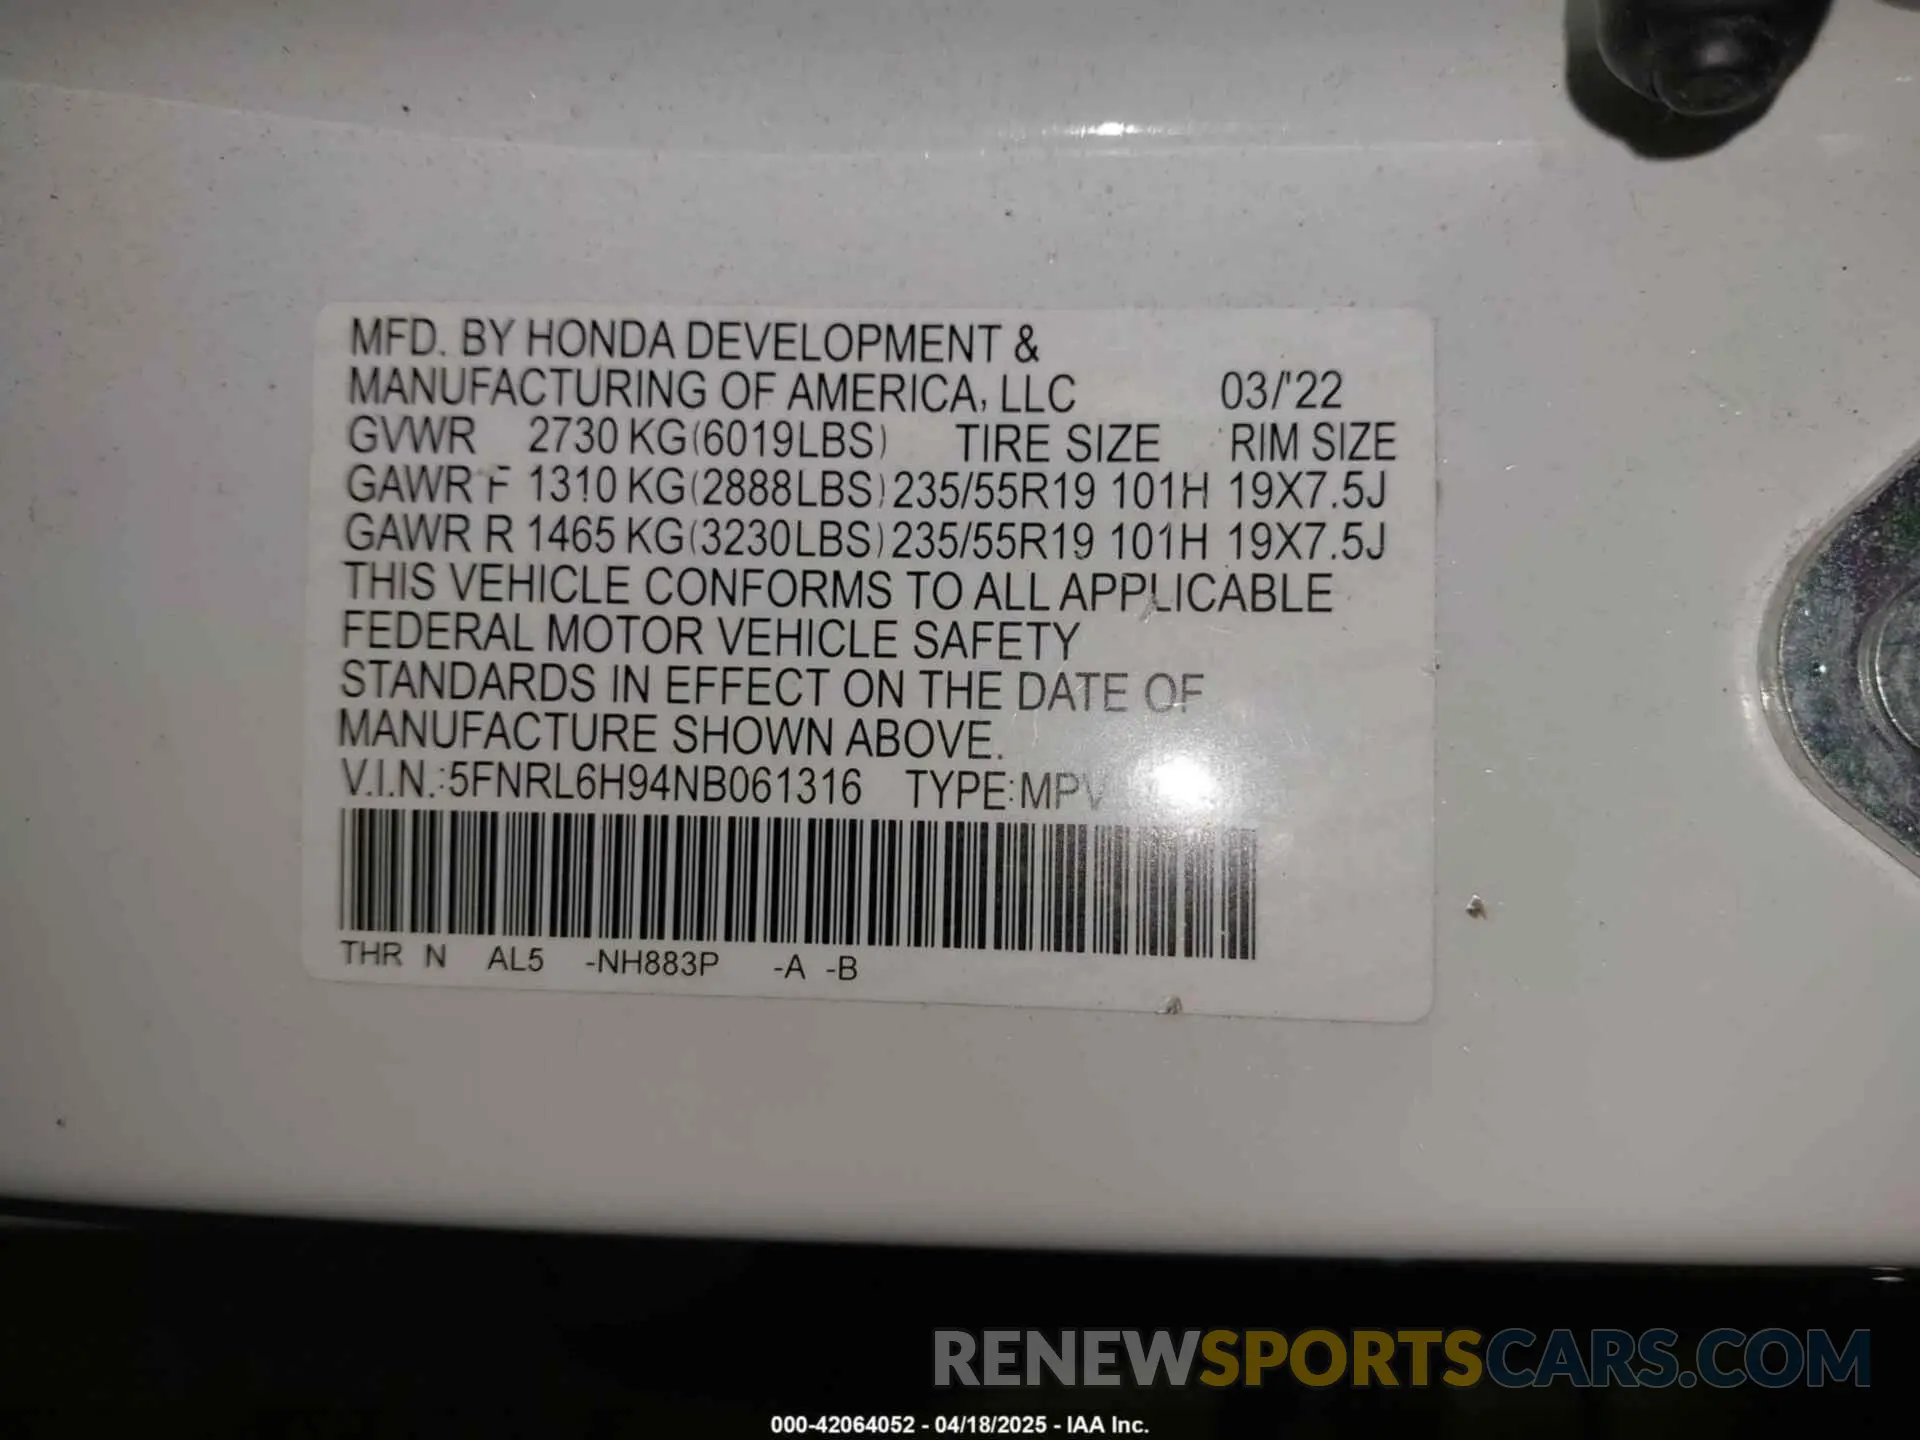 MFD. BY HONDA DEVELOPMENT &
MANUFACTURING OF AMERICA, LLC 03/'22
GVWR 2730 KG(6019LBS) TIRE SIZE RIM SIZE
GAWR F 1310 KG(2888LBS) 235/55R19 101H 19X7.5J
GAWR R 1465 KG(3230LBS) 235/55R19 101H 19X7.5J
THIS VEHICLE CONFORMS TO ALL APPLICABLE
FEDERAL MOTOR VEHICLE SAFETY
STANDARDS IN EFFECT ON THE DATE OF
MANUFACTURE SHOWN ABOVE.
V.I.N.:5FNRL6H94NB061316 TYPE:MPV
THR N AL5 -NH883P -A -B
RENEWSPORTSCARS.COM
000-42064052 - 04/18/2025 - IAA Inc.